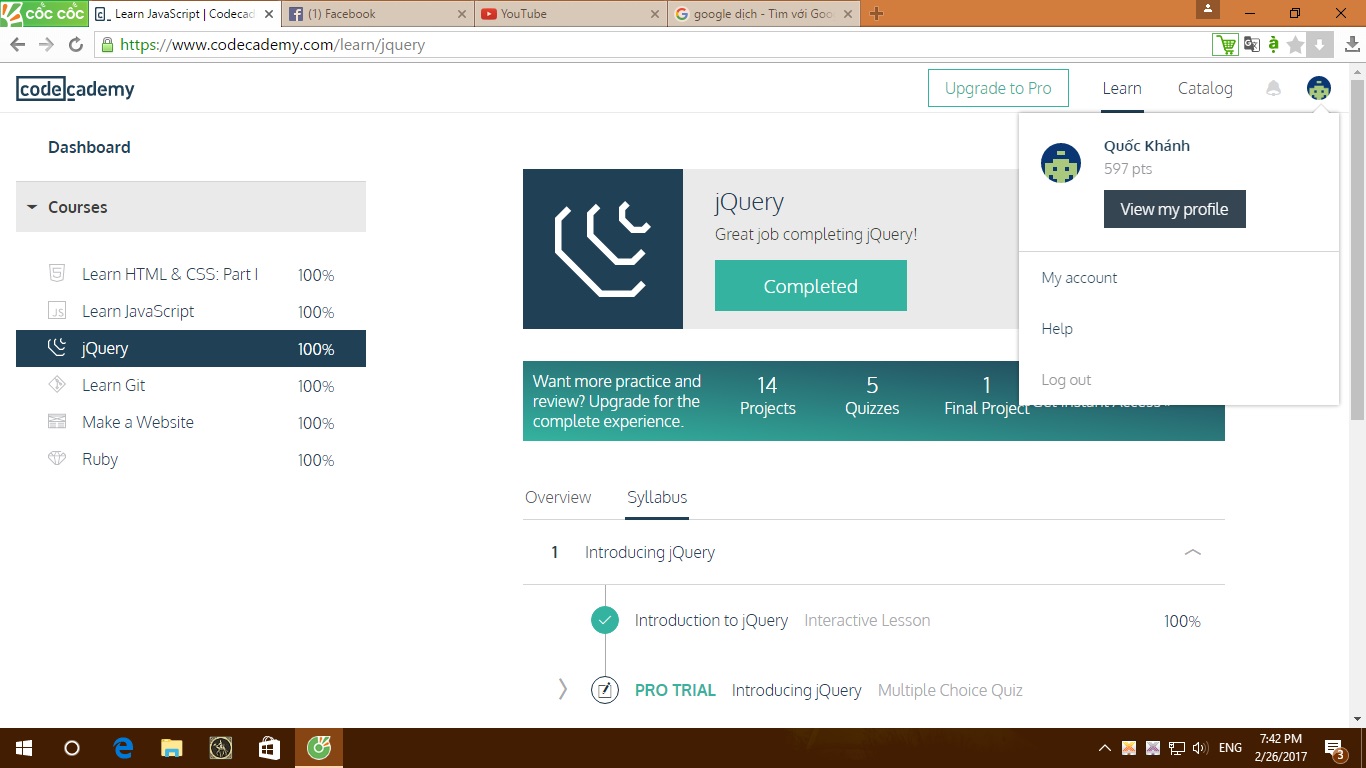 cốc cốc
Learn JavaScript | Codecad
(1) Facebook
YouTube
google dịch - Tìm với Goo
https://www.codecademy.com/learn/jquery
codecademy
Upgrade to Pro
Learn
Catalog
Quốc Khánh
597 pts
View my profile
My account
Help
Log out
Dashboard
Courses
Learn HTML & CSS: Part I 100%
JS Learn JavaScript 100%
jQuery 100%
Learn Git 100%
Make a Website 100%
Ruby 100%
jQuery
Great job completing jQuery!
Completed
Want more practice and
review? Upgrade for the
complete experience.
14
Projects
5
Quizzes
1
Final Project
Overview
Syllabus
1 Introducing jQuery
Introduction to jQuery Interactive Lesson 100%
PRO TRIAL Introducing jQuery Multiple Choice Quiz
ENG
7:42 PM
2/26/2017
3